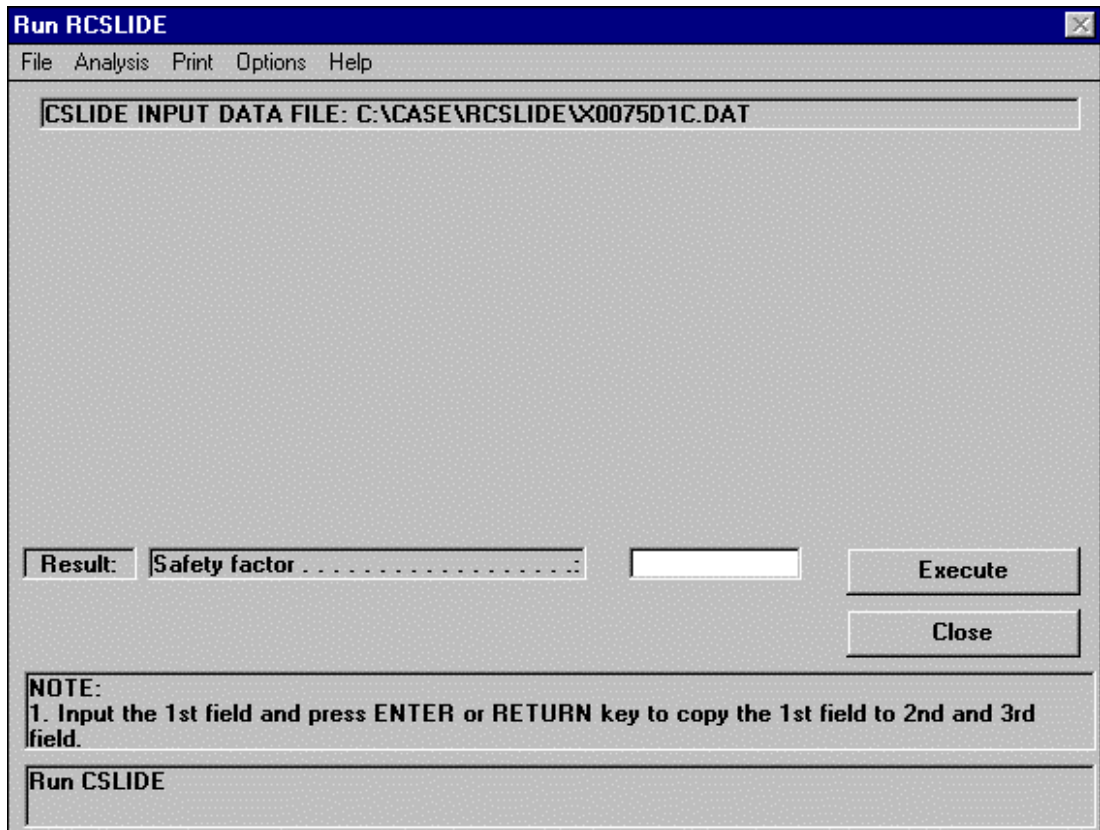 Run RCSLIDE
File Analysis Print Options Help
CSLIDE INPUT DATA FILE: C:\CASE\RCSLIDE\X0075D1C.DAT
Result: Safety factor . . . . . . . . . . . . . . . . . .:
Execute
Close
NOTE:
1. Input the 1st field and press ENTER or RETURN key to copy the 1st field to 2nd and 3rd
field.
Run CSLIDE